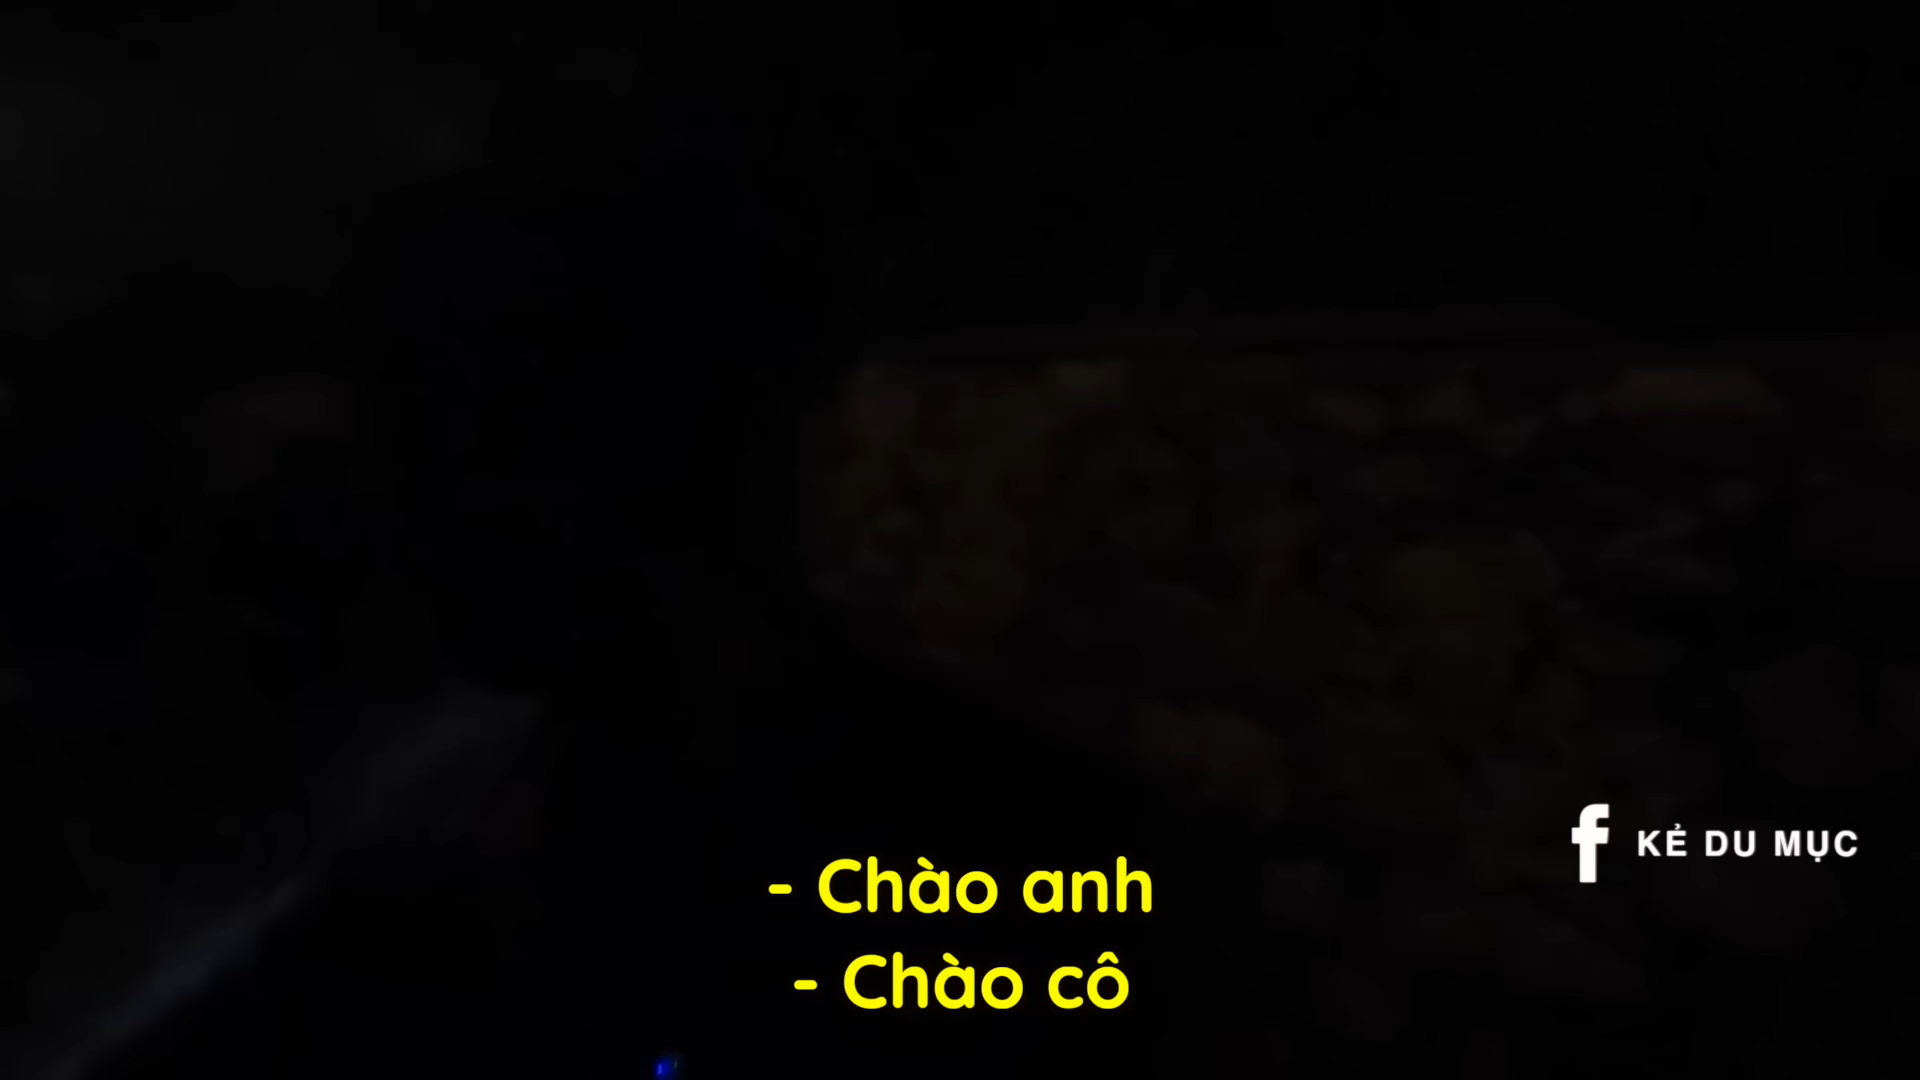 - Chào anh
- Chào cô
KẺ DU MỤC